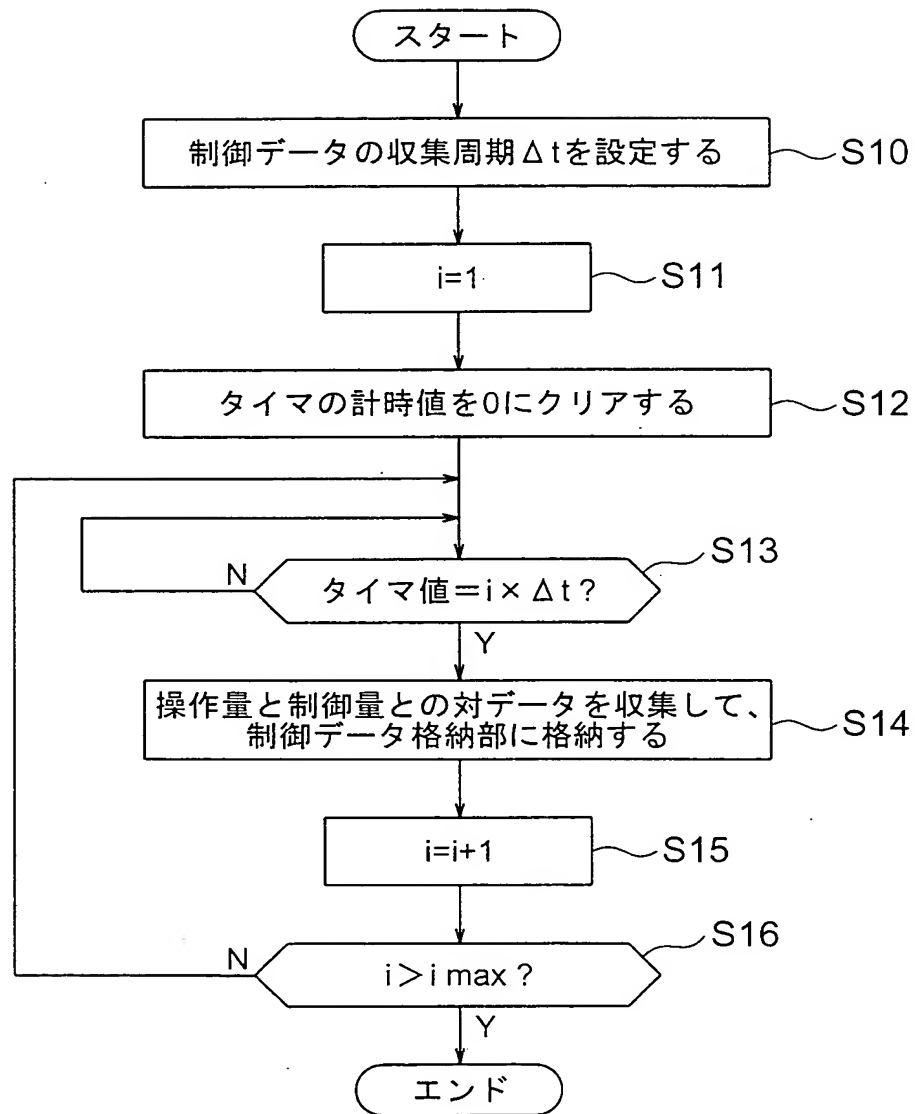 スタート
制御データの収集周期Δtを設定する
S10
i=1
S11
タイマの計時値を0にクリアする
S12
S13
N
タイマ値=i×Δt?
Y
操作量と制御量との対データを収集して、
制御データ格納部に格納する
S14
i=i+1
S15
S16
N
i>i max?
Y
エンド